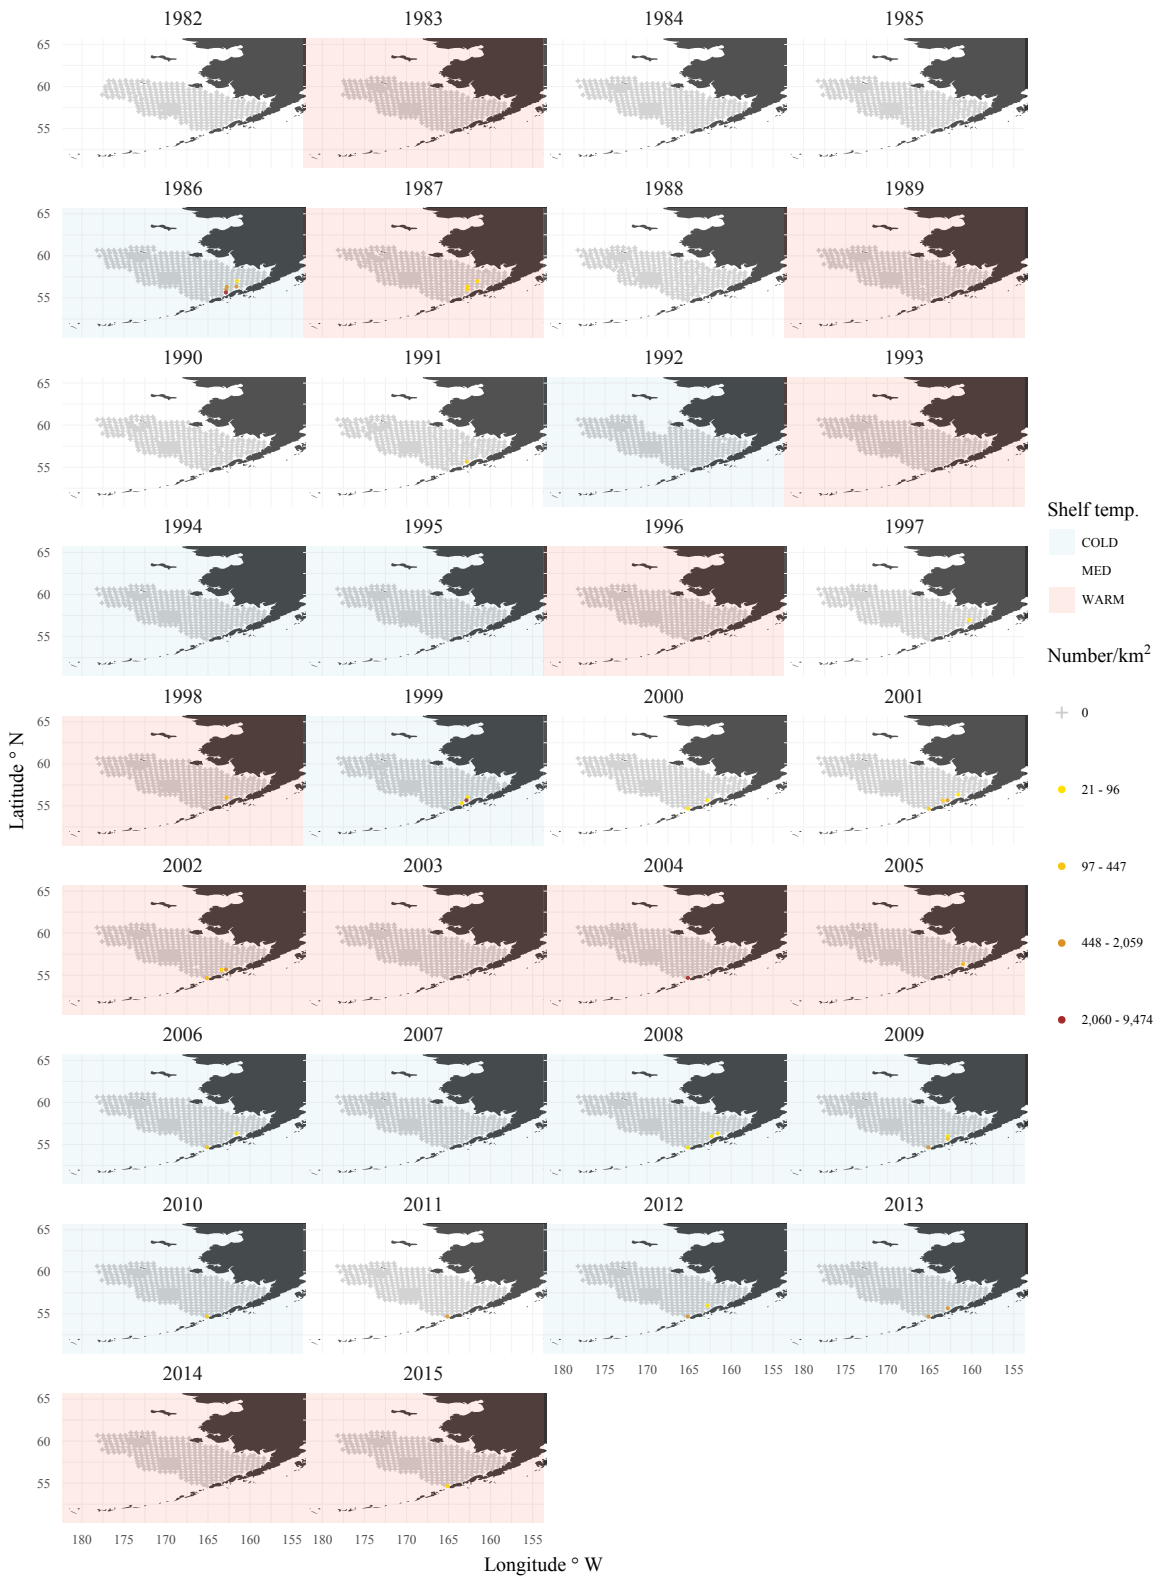 1982 1983 1984 1985
65
60
55
1986 1987 1988 1989
65
60
55
1990 1991 1992 1993
65
60
55
1994 1995 1996 1997
65
60
55
1998 1999 2000 2001
65
60
55
2002 2003 2004 2005
65
60
55
2006 2007 2008 2009
65
60
55
2010 2011 2012 2013
65
60
55
180 175 170 165 160 155 180 175 170 165 160 155
2014 2015
65
60
55
180 175 170 165 160 155 180 175 170 165 160 155
Longitude ° W
Latitude ° N
Shelf temp.
COLD
MED
WARM
Number/km²
0
21 - 96
97 - 447
448 - 2,059
2,060 - 9,474